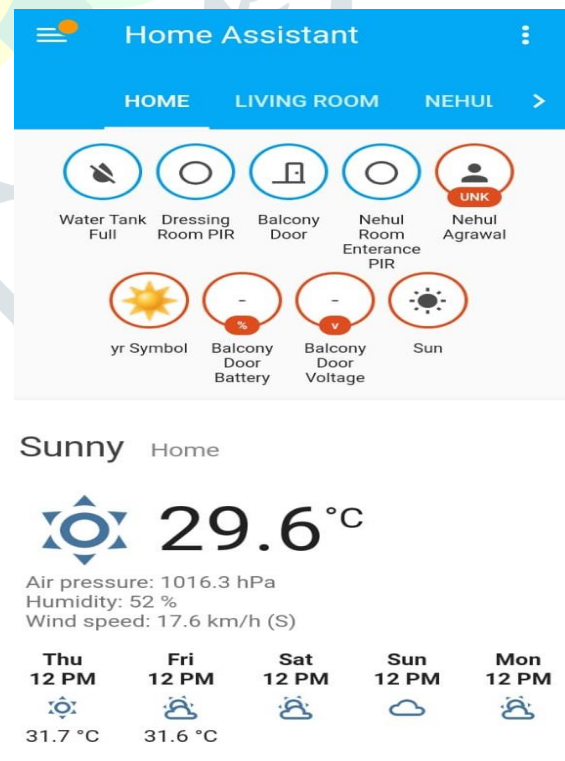 Home Assistant
HOME LIVING ROOM NEHUL
UNK
Water Tank Full
Dressing Room PIR
Balcony Door
Nehul Room Enterance PIR
Nehul Agrawal
- %
- V
yr Symbol
Balcony Door Battery
Balcony Door Voltage
Sun
Sunny Home
29.6 °C
Air pressure: 1016.3 hPa
Humidity: 52 %
Wind speed: 17.6 km/h (S)
Thu Fri Sat Sun Mon
12 PM 12 PM 12 PM 12 PM 12 PM
31.7 °C 31.6 °C